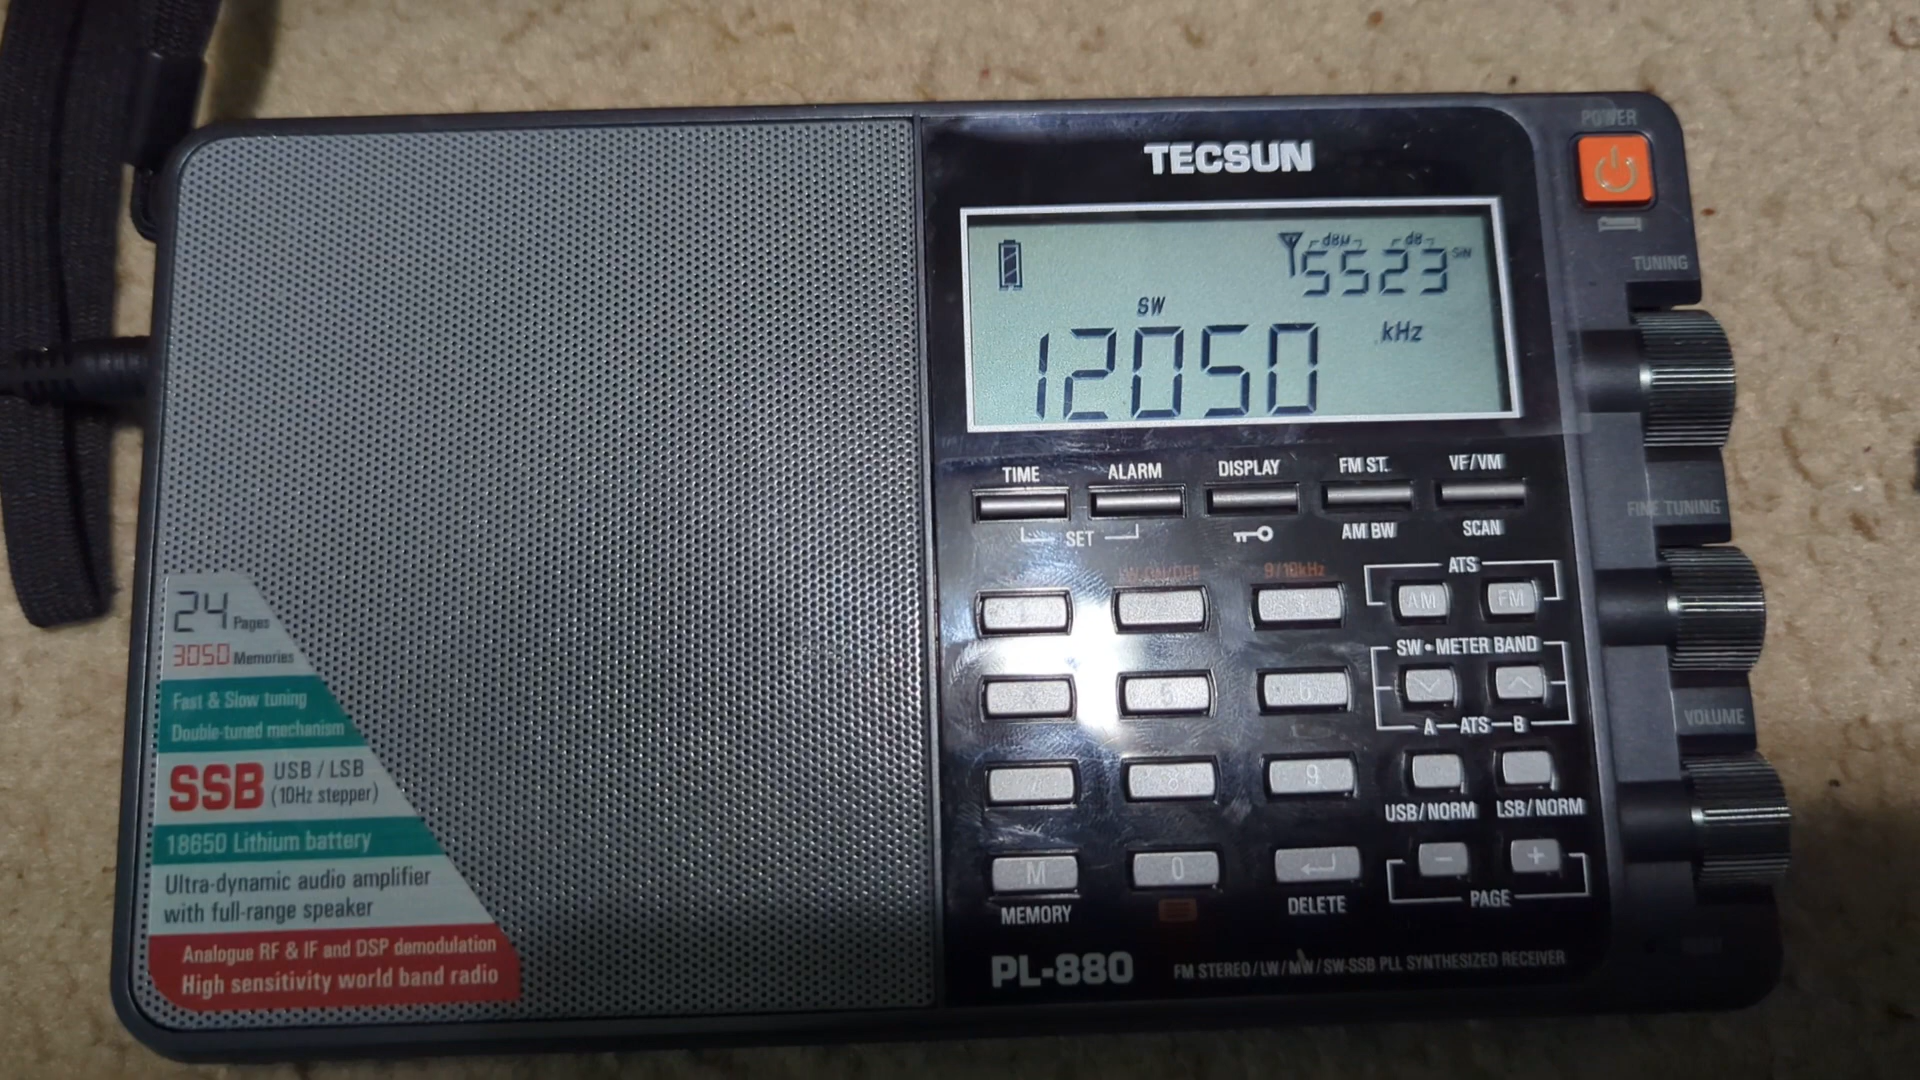 POWER
TECSUN
dBμ dB
5523
SW
12050 kHz
TUNING
TIME ALARM DISPLAY FM ST. VF/VM
SET AM BW SCAN
FINE TUNING
9/10kHz ATS
AM FM
SW • METER BAND
5 6
A ATS B
VOLUME
8 9
USB/NORM LSB/NORM
M 0 - +
MEMORY DELETE PAGE
PL-880 FM STEREO/LW/MW/SW-SSB PLL SYNTHESIZED RECEIVER
24 Pages
3050 Memories
Fast & Slow tuning
Double-tuned mechanism
SSB USB / LSB
(10Hz stepper)
18650 Lithium battery
Ultra-dynamic audio amplifier
with full-range speaker
Analogue RF & IF and DSP demodulation
High sensitivity world band radio